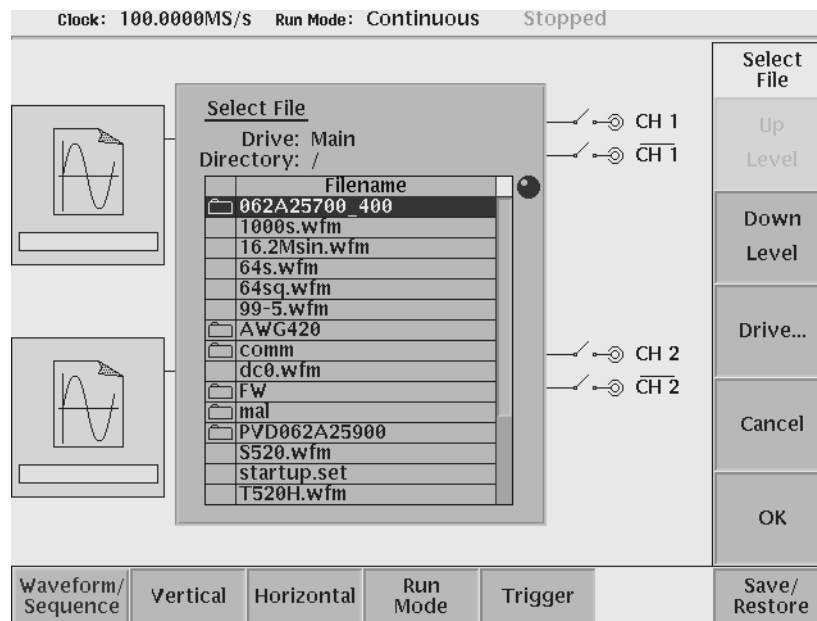 Clock: 100.0000MS/s Run Mode: Continuous Stopped
Select File
Drive: Main
Directory: /
Filename
062A25700_400
1000s.wfm
16.2Msin.wfm
64s.wfm
64sq.wfm
99-5.wfm
AWG420
comm
dc0.wfm
FW
mal
PVD062A25900
S520.wfm
startup.set
T520H.wfm
CH 1
CH 1
CH 2
CH 2
Select
File
Up
Level
Down
Level
Drive...
Cancel
OK
Waveform/
Sequence
Vertical
Horizontal
Run
Mode
Trigger
Save/
Restore